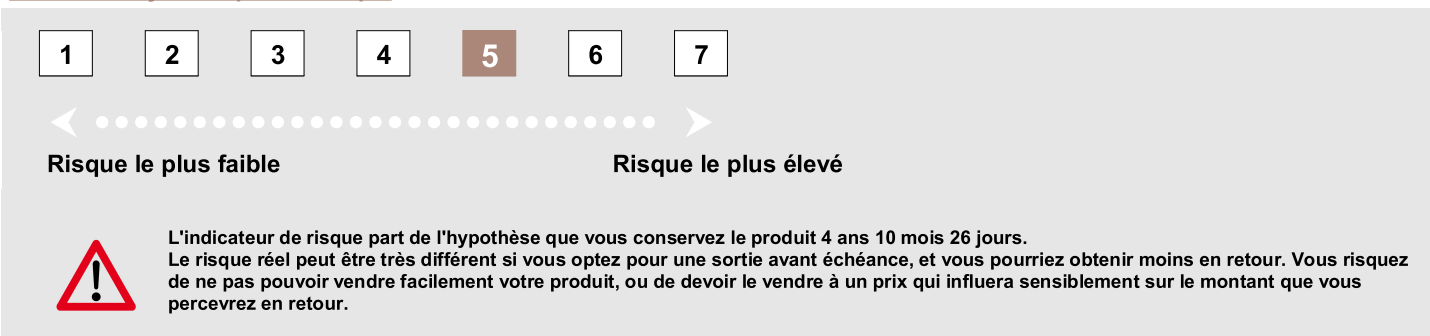 1 2 3 4 5 6 7
Risque le plus faible Risque le plus élevé
L'indicateur de risque part de l'hypothèse que vous conservez le produit 4 ans 10 mois 26 jours.
Le risque réel peut être très différent si vous optez pour une sortie avant échéance, et vous pourriez obtenir moins en retour. Vous risquez
de ne pas pouvoir vendre facilement votre produit, ou de devoir le vendre à un prix qui influera sensiblement sur le montant que vous
percevrez en retour.